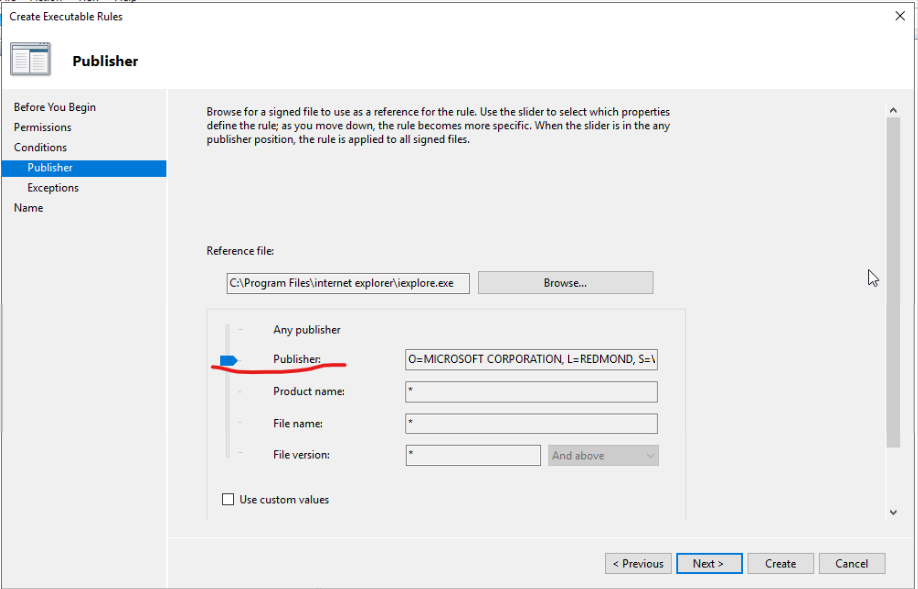 Create Executable Rules
Publisher
Before You Begin
Permissions
Conditions
Publisher
Exceptions
Name
Browse for a signed file to use as a reference for the rule. Use the slider to select which properties
define the rule; as you move down, the rule becomes more specific. When the slider is in the any
publisher position, the rule is applied to all signed files.
Reference file:
C:\Program Files\internet explorer\iexplore.exe
Browse...
Any publisher
Publisher: O=MICROSOFT CORPORATION, L=REDMOND, S=
Product name: *
File name: *
File version: * And above
Use custom values
< Previous Next > Create Cancel